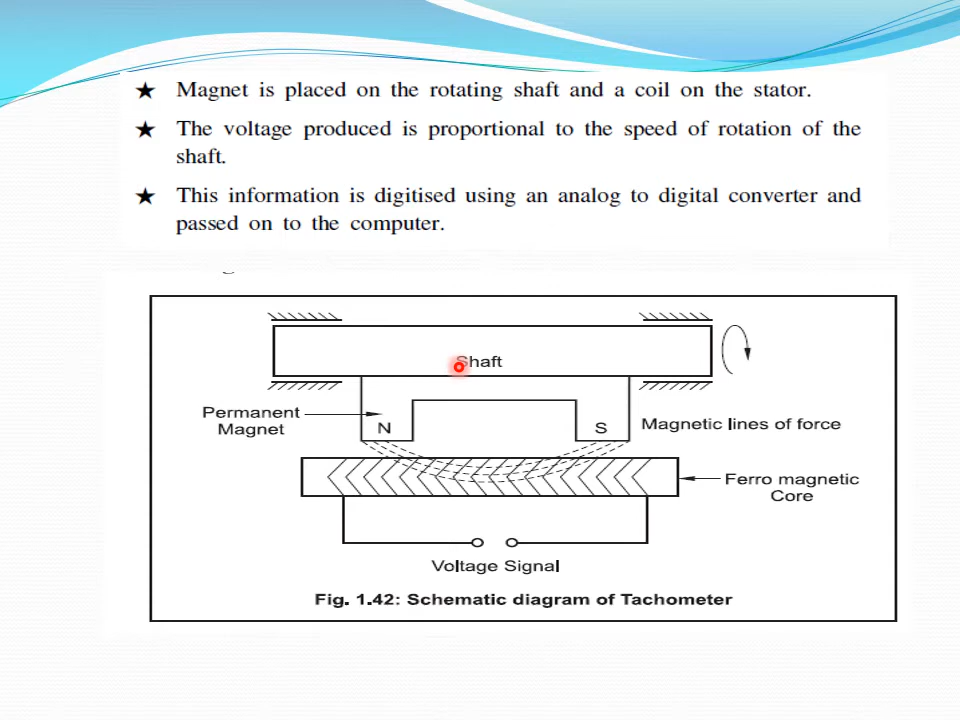 ★ Magnet is placed on the rotating shaft and a coil on the stator.
★ The voltage produced is proportional to the speed of rotation of the
shaft.
★ This information is digitised using an analog to digital converter and
passed on to the computer.
Shaft
Permanent
Magnet
N
S
Magnetic lines of force
Ferro magnetic
Core
Voltage Signal
Fig. 1.42: Schematic diagram of Tachometer